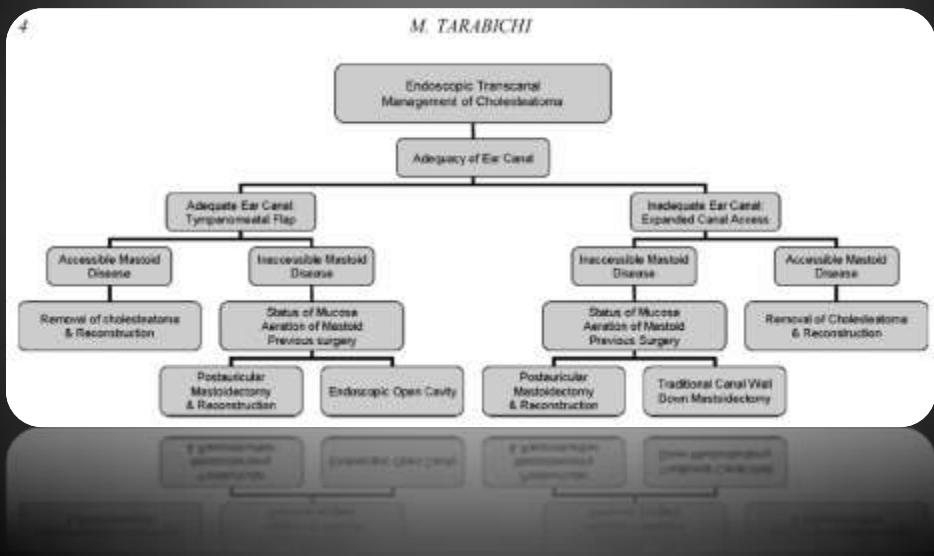 4
M. TARABICHI
Endoscopic Transcanal
Management of Cholesteatoma
Adequacy of Ear Canal
Adequate Ear Canal:
Tympanomeatal Flap
Inadequate Ear Canal:
Expanded Canal Access
Accessible Mastoid
Disease
Inaccessible Mastoid
Disease
Inaccessible Mastoid
Disease
Accessible Mastoid
Disease
Removal of cholesteatoma
& Reconstruction
Status of Mucosa
Aeration of Mastoid
Previous surgery
Status of Mucosa
Aeration of Mastoid
Previous Surgery
Removal of Cholesteatoma
& Reconstruction
Postauricular
Mastoidectomy
& Reconstruction
Endoscopic Open Cavity
Postauricular
Mastoidectomy
& Reconstruction
Traditional Canal Wall
Down Mastoidectomy